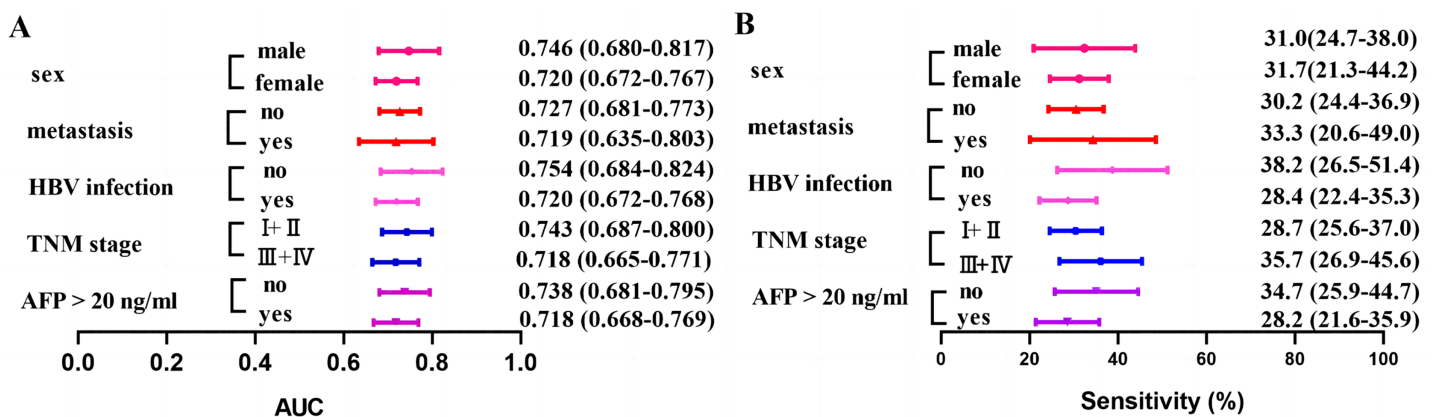 A
sex
male 0.746 (0.680-0.817)
female 0.720 (0.672-0.767)
metastasis
no 0.727 (0.681-0.773)
yes 0.719 (0.635-0.803)
HBV infection
no 0.754 (0.684-0.824)
yes 0.720 (0.672-0.768)
TNM stage
Ⅰ+Ⅱ 0.743 (0.687-0.800)
Ⅲ+Ⅳ 0.718 (0.665-0.771)
AFP > 20 ng/ml
no 0.738 (0.681-0.795)
yes 0.718 (0.668-0.769)
0.0 0.2 0.4 0.6 0.8 1.0
AUC
B
sex
male 31.0(24.7-38.0)
female 31.7(21.3-44.2)
metastasis
no 30.2 (24.4-36.9)
yes 33.3 (20.6-49.0)
HBV infection
no 38.2 (26.5-51.4)
yes 28.4 (22.4-35.3)
TNM stage
Ⅰ+Ⅱ 28.7 (25.6-37.0)
Ⅲ+Ⅳ 35.7 (26.9-45.6)
AFP > 20 ng/ml
no 34.7 (25.9-44.7)
yes 28.2 (21.6-35.9)
0 20 40 60 80 100
Sensitivity (%)